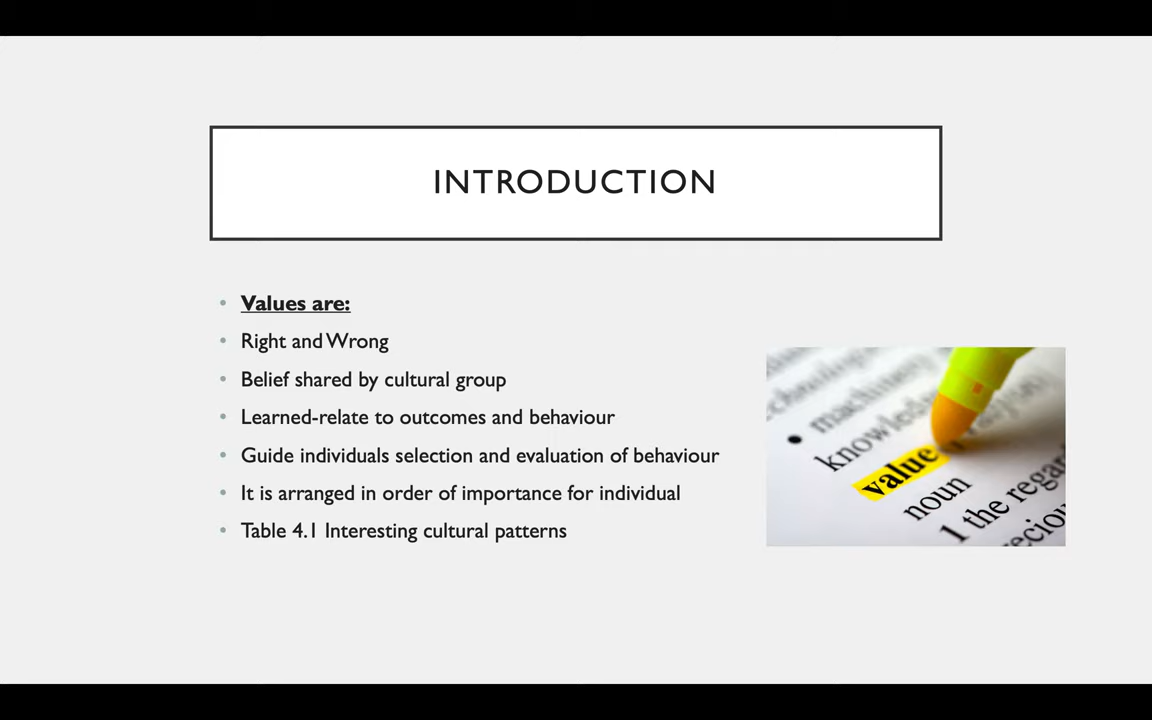 INTRODUCTION
Values are:
Right and Wrong
Belief shared by cultural group
Learned-relate to outcomes and behaviour
Guide individuals selection and evaluation of behaviour
It is arranged in order of importance for individual
Table 4.1 Interesting cultural patterns
machinery
knowledge
value
noun
1 the regar
ecio